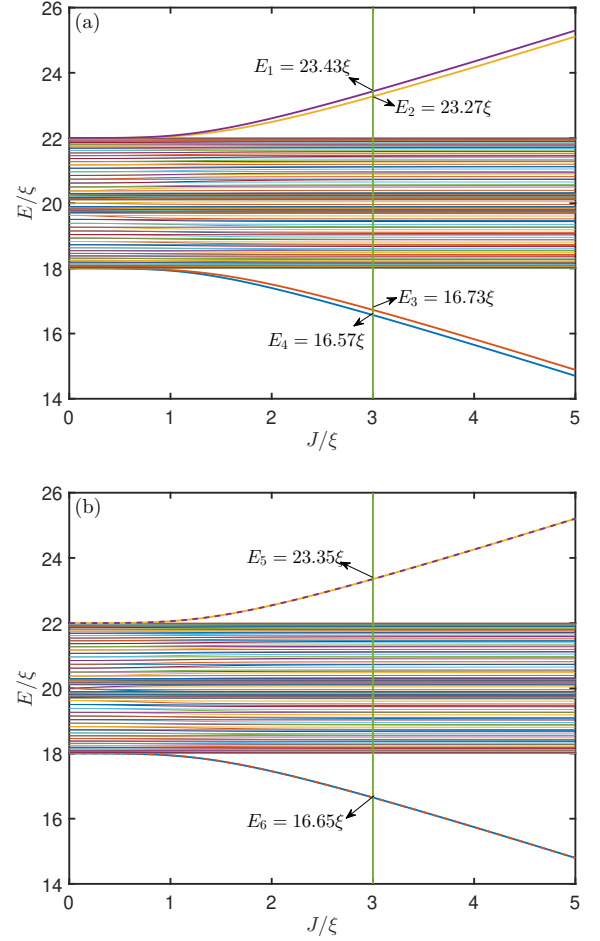 (a)
26
24
22
20
18
16
14
E/ξ
E₁ = 23.43ξ
E₂ = 23.27ξ
E₃ = 16.73ξ
E₄ = 16.57ξ
0 1 2 3 4 5
J/ξ
(b)
26
24
22
20
18
16
14
E/ξ
E₅ = 23.35ξ
E₆ = 16.65ξ
0 1 2 3 4 5
J/ξ